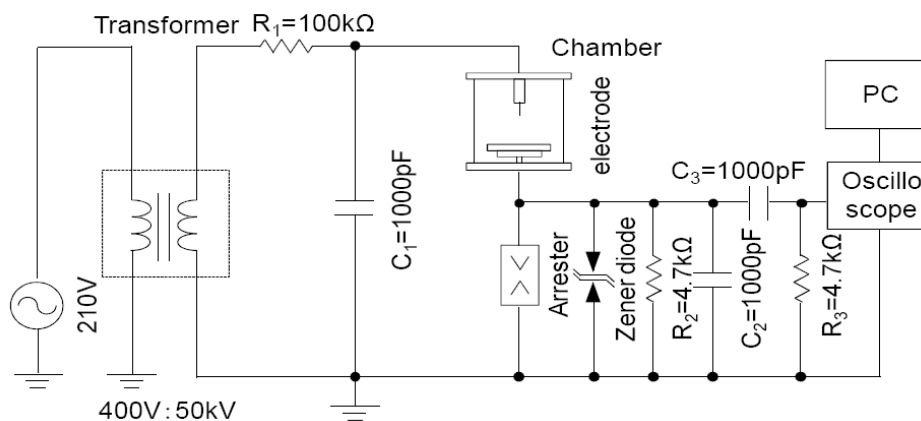 Transformer
R₁=100kΩ
Chamber
electrode
PC
C₃=1000pF
Oscillo
scope
C₁=1000pF
Arrester
Zener diode
R₂=4.7kΩ
C₂=1000pF
R₃=4.7kΩ
210V
400V : 50kV